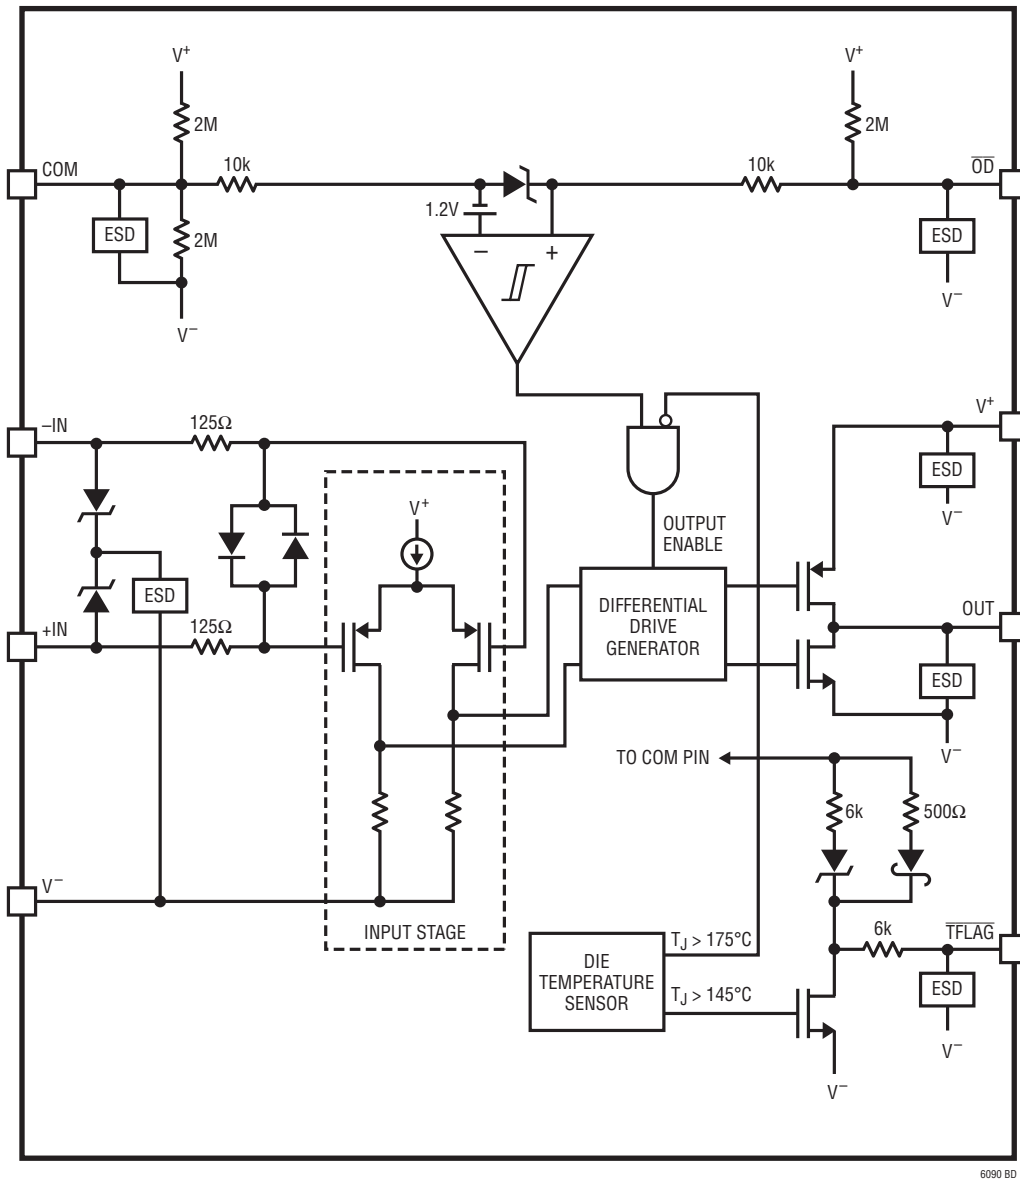 V+
V+
2M
2M
COM
10k
10k
OD
ESD
2M
1.2V
ESD
− +
V−
V−
–IN
125Ω
V+
ESD
V−
V+
OUTPUT
ENABLE
ESD
+IN
125Ω
DIFFERENTIAL
DRIVE
GENERATOR
OUT
ESD
V−
TO COM PIN
6k
500Ω
V−
INPUT STAGE
6k
TFLAG
DIE
TEMPERATURE
SENSOR
TJ > 175°C
TJ > 145°C
ESD
V−
V−
6090 BD